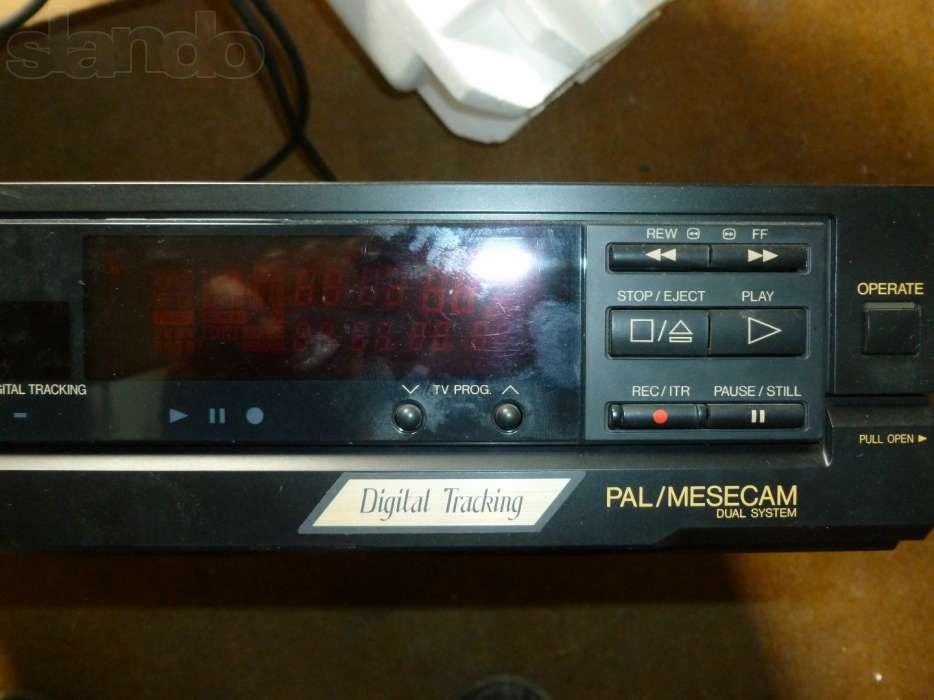 slando
REW FF
OPERATE
STOP / EJECT PLAY
DIGITAL TRACKING
TV PROG.
REC / ITR PAUSE / STILL
PULL OPEN
Digital Tracking
PAL/MESECAM
DUAL SYSTEM